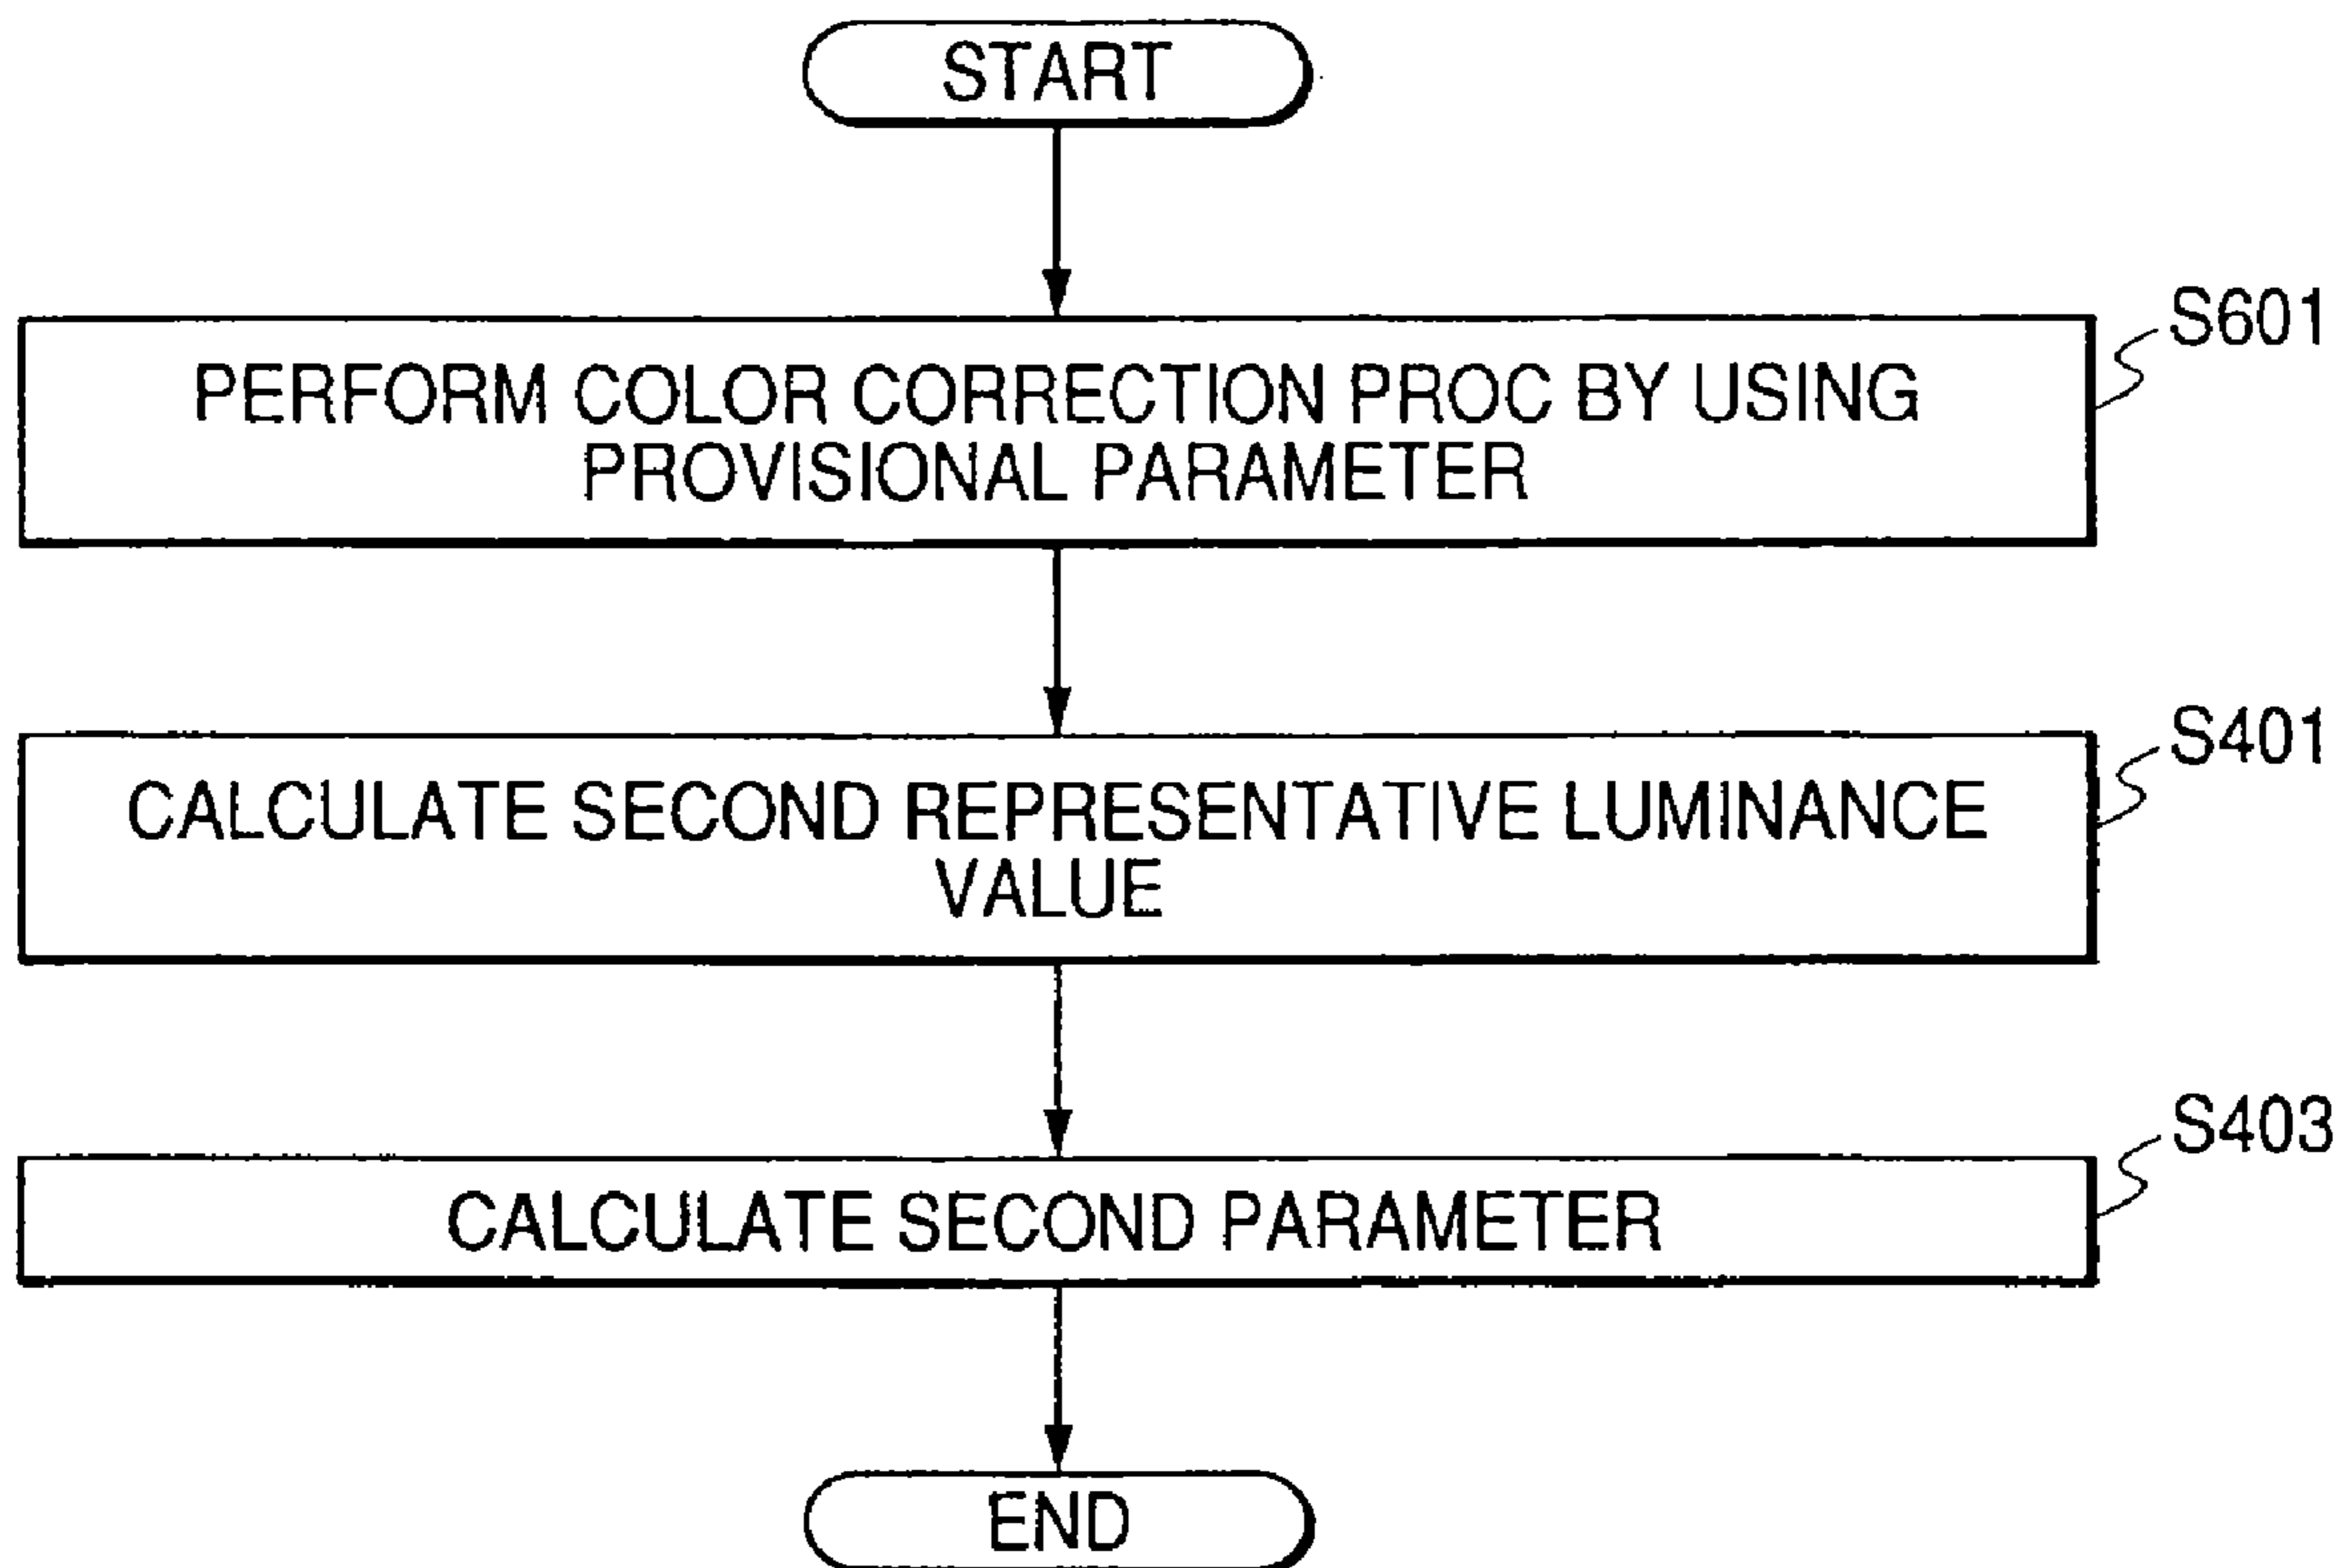 START
S601
PERFORM COLOR CORRECTION PROC BY USING
PROVISIONAL PARAMETER
S401
CALCULATE SECOND REPRESENTATIVE LUMINANCE
VALUE
S403
CALCULATE SECOND PARAMETER
END